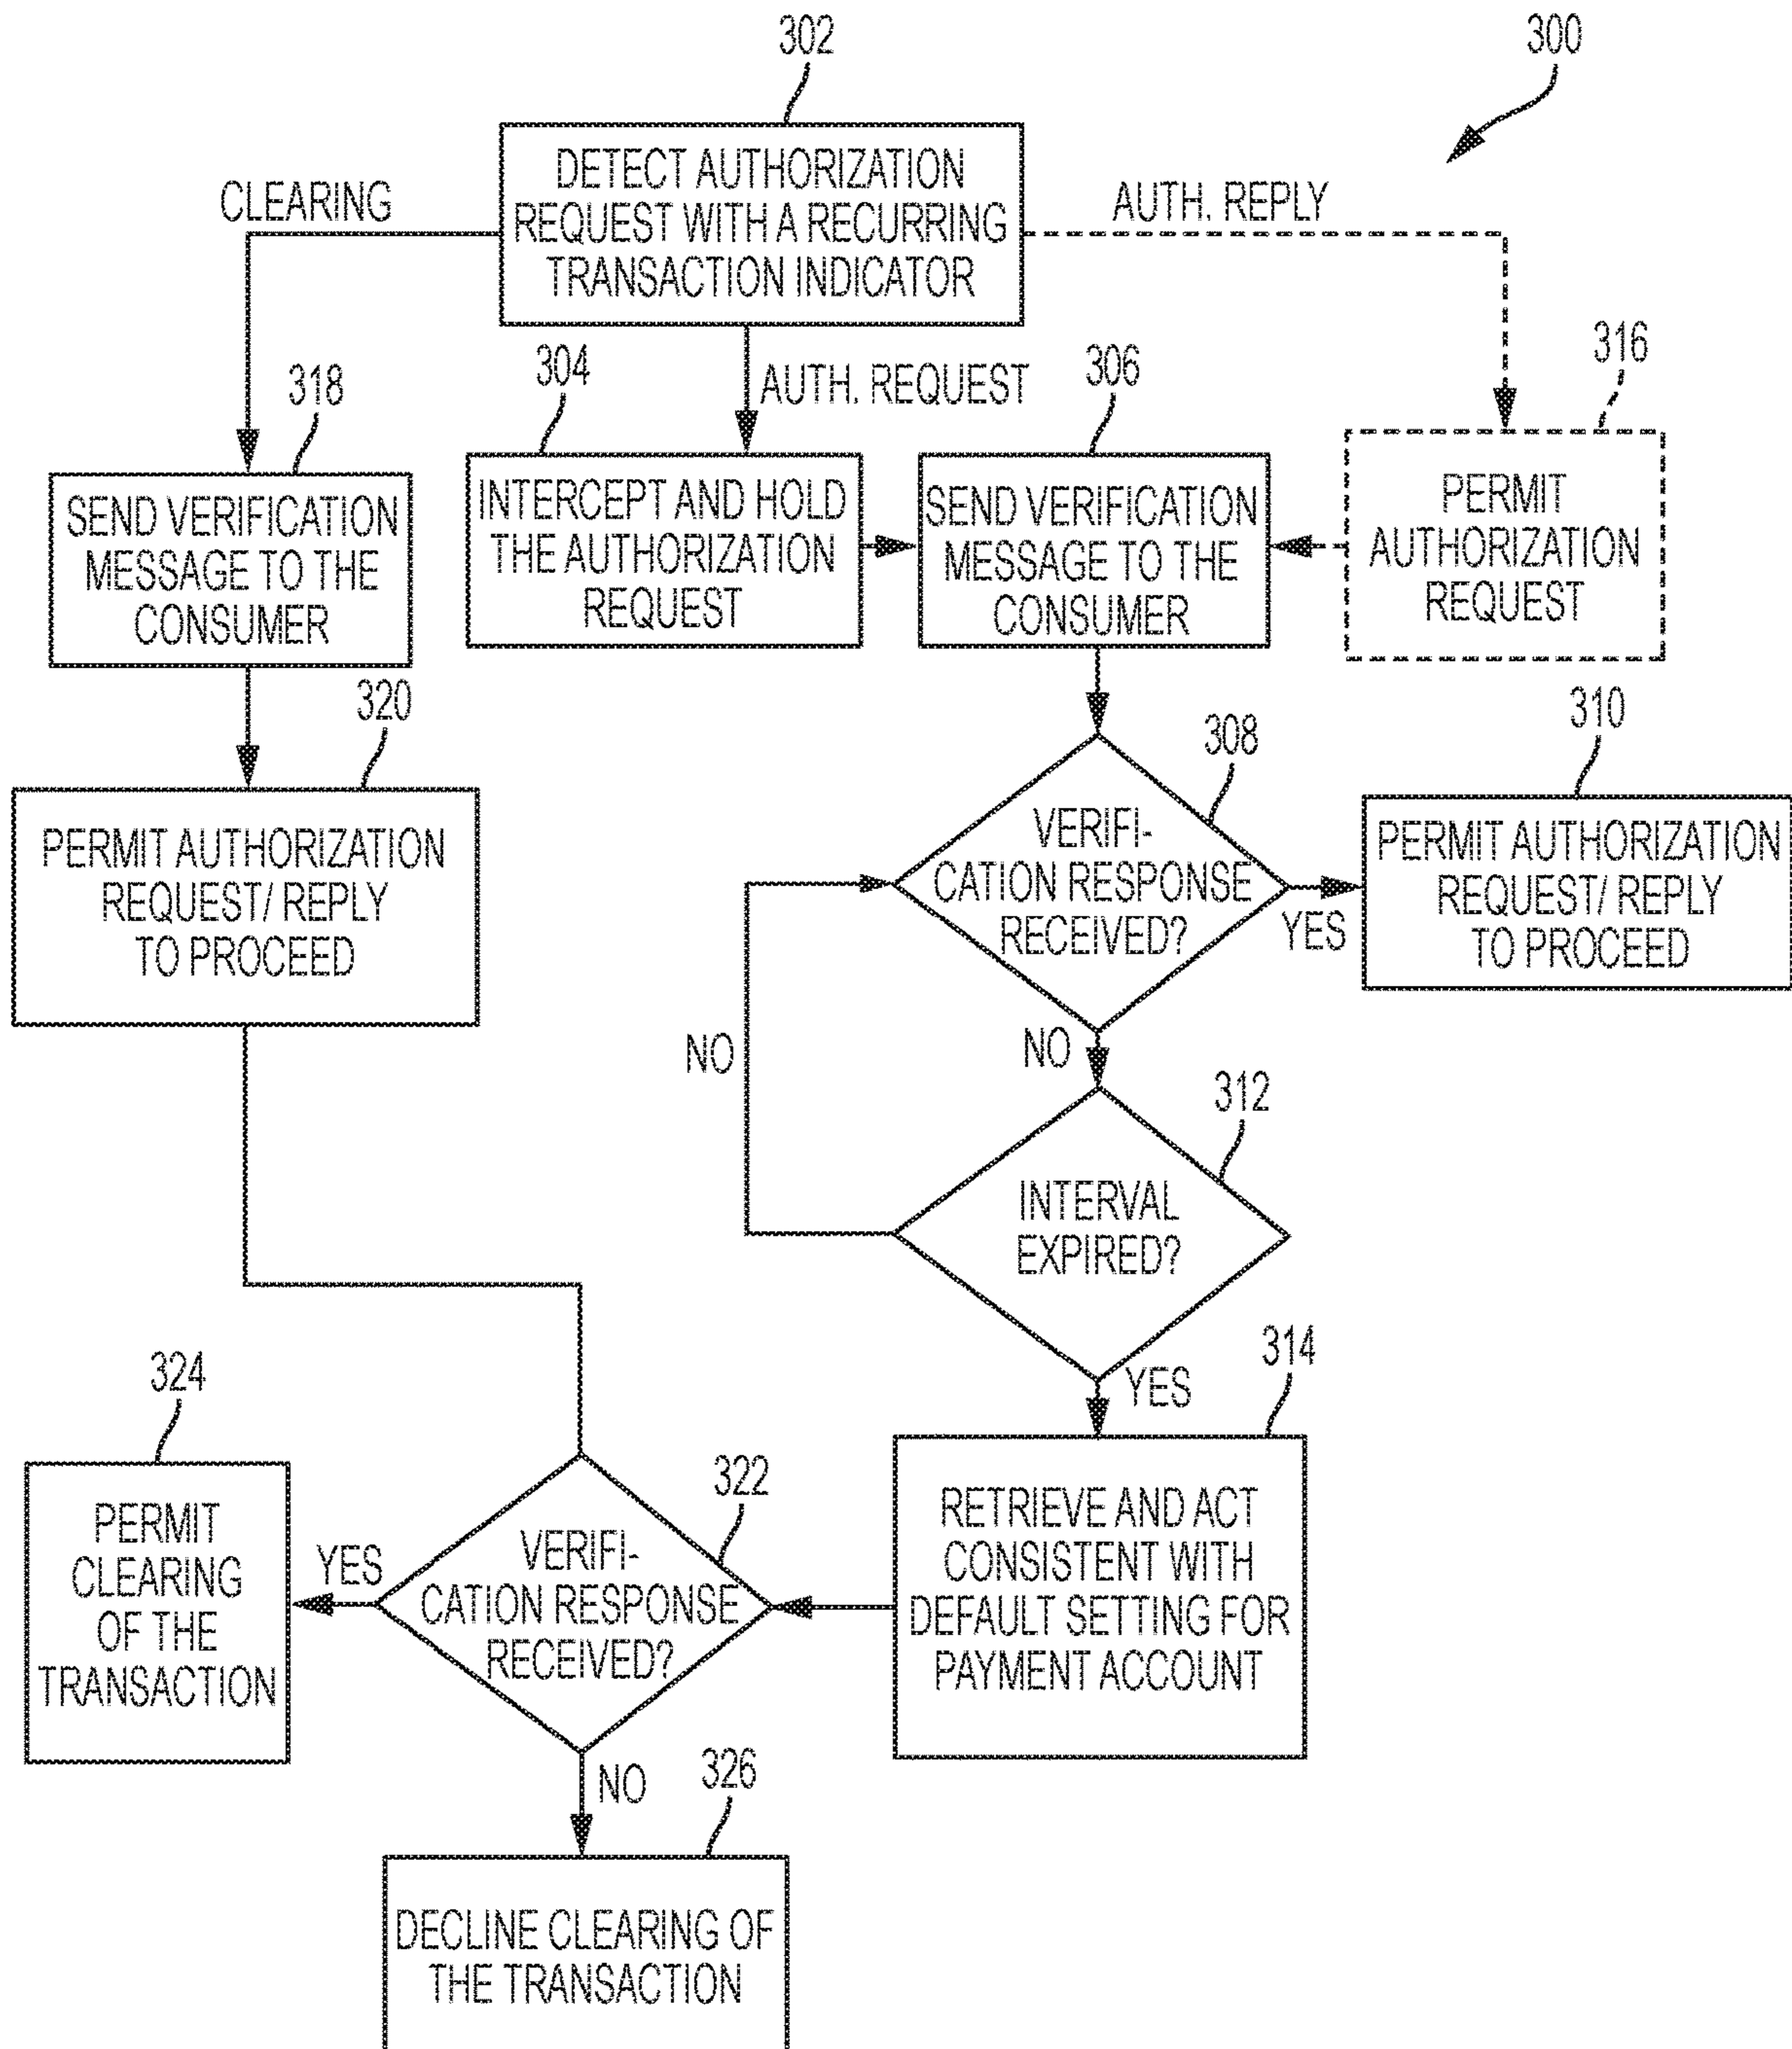 302
300
DETECT AUTHORIZATION
REQUEST WITH A RECURRING
TRANSACTION INDICATOR
CLEARING
AUTH. REPLY
AUTH. REQUEST
318
304
306
316
SEND VERIFICATION
MESSAGE TO THE
CONSUMER
INTERCEPT AND HOLD
THE AUTHORIZATION
REQUEST
SEND VERIFICATION
MESSAGE TO THE
CONSUMER
PERMIT
AUTHORIZATION
REQUEST
320
308
310
PERMIT AUTHORIZATION
REQUEST/ REPLY
TO PROCEED
VERIFI-
CATION RESPONSE
RECEIVED?
YES
PERMIT AUTHORIZATION
REQUEST/ REPLY
TO PROCEED
NO
NO
312
INTERVAL
EXPIRED?
YES
314
324
322
PERMIT
CLEARING
OF THE
TRANSACTION
YES
VERIFI-
CATION RESPONSE
RECEIVED?
RETRIEVE AND ACT
CONSISTENT WITH
DEFAULT SETTING FOR
PAYMENT ACCOUNT
NO
326
DECLINE CLEARING OF
THE TRANSACTION